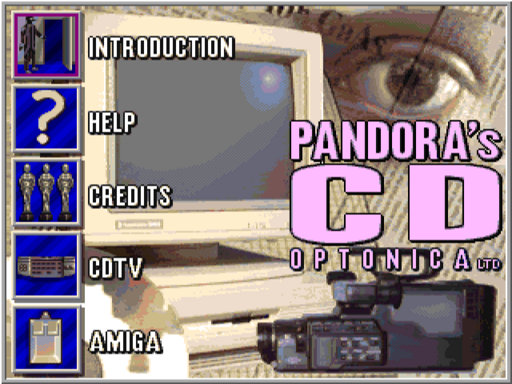 INTRODUCTION
HELP
CREDITS
CDTV
AMIGA
PANDORA's
CD
OPTONICA LTD